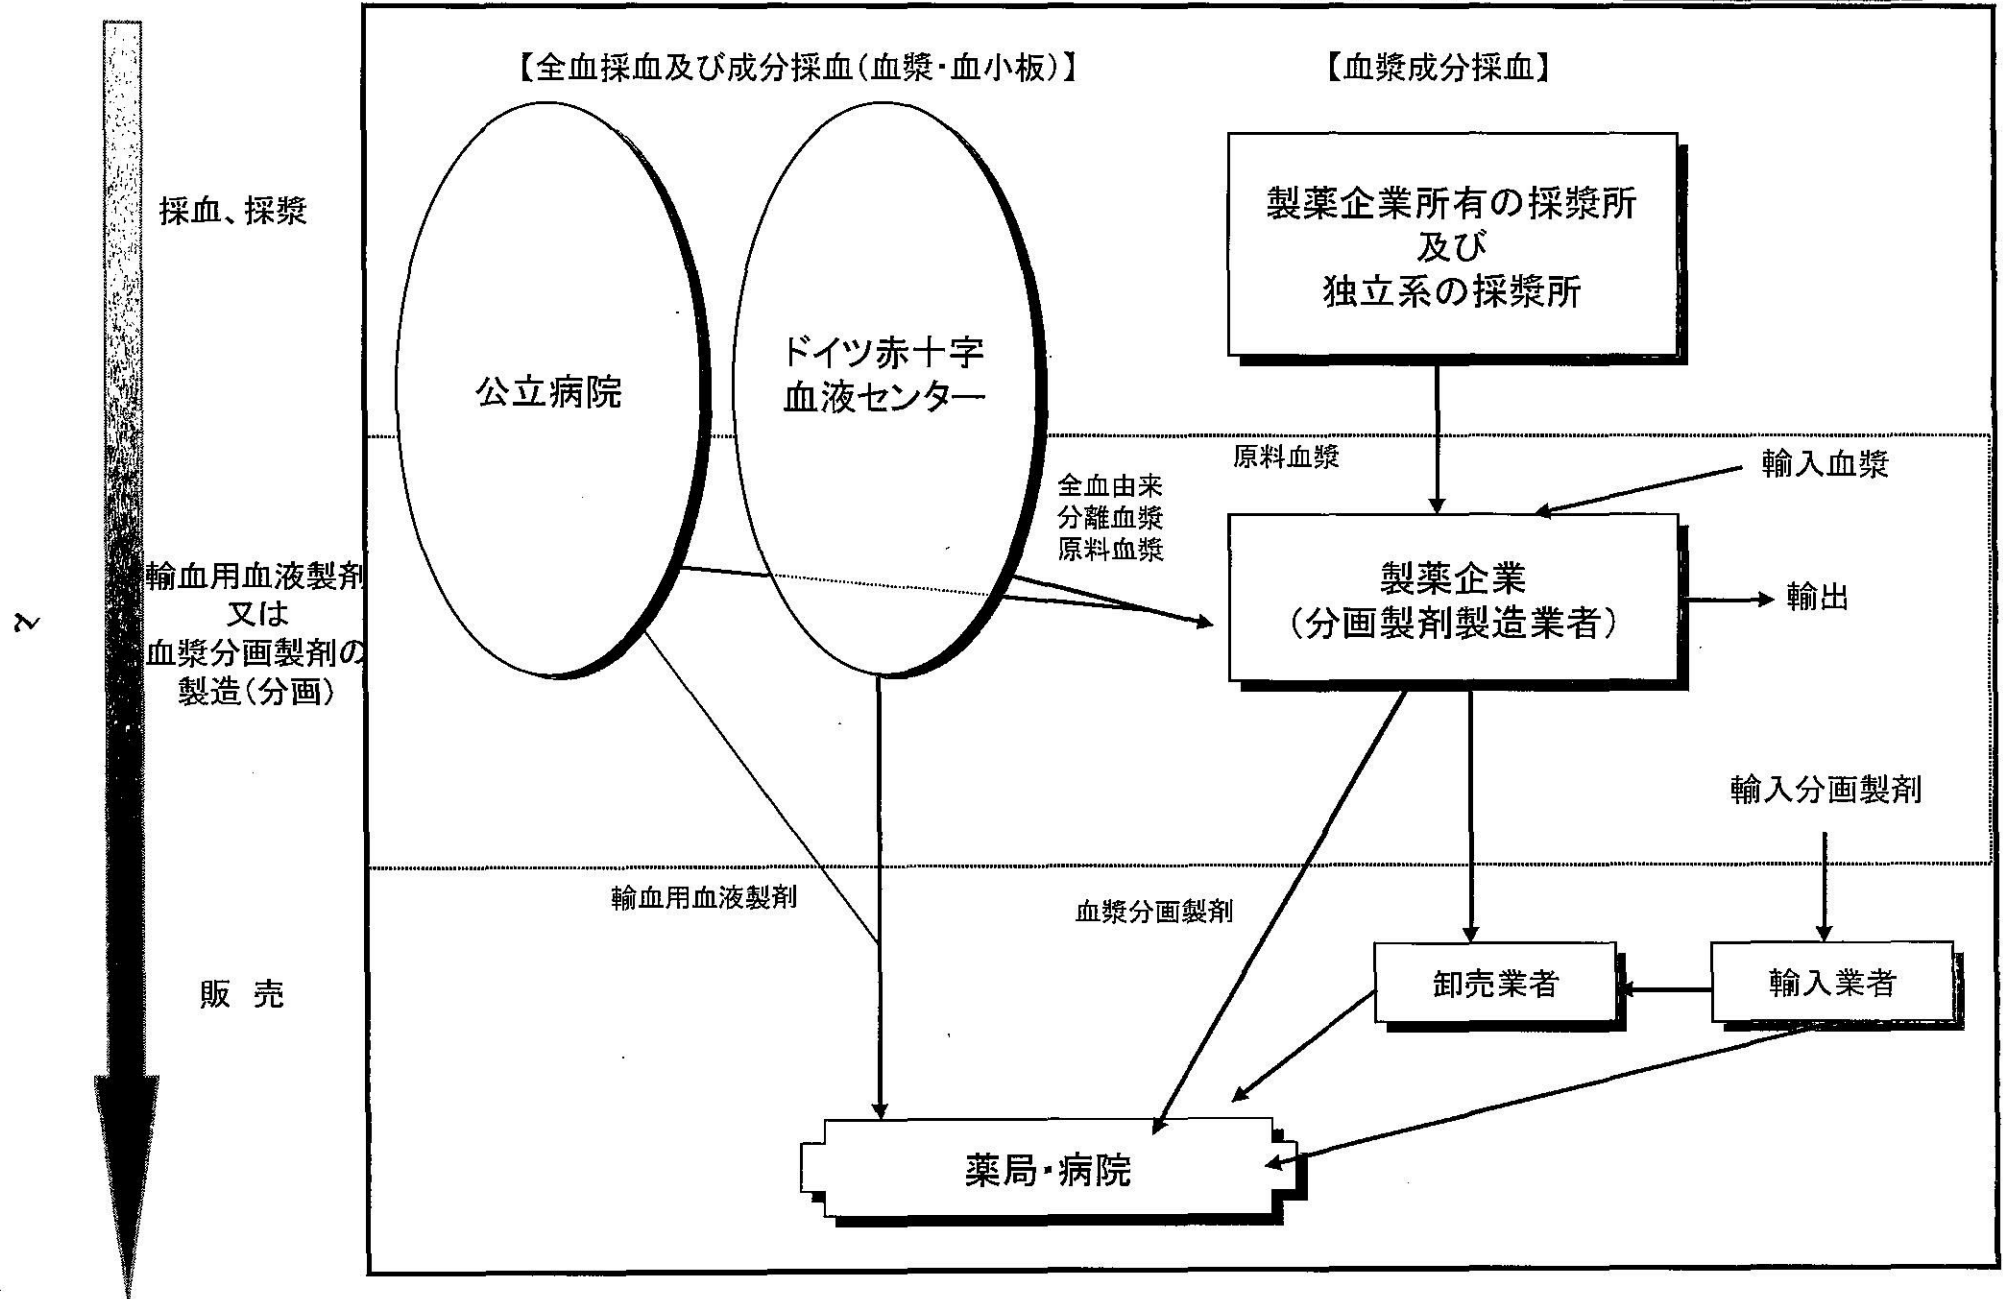 【全血採血及び成分採血(血漿・血小板)】
【血漿成分採血】
採血、採漿
製薬企業所有の採漿所
及び
独立系の採漿所
公立病院
ドイツ赤十字
血液センター
原料血漿
輸入血漿
全血由来
分離血漿
原料血漿
輸血用血液製剤
又は
血漿分画製剤の
製造(分画)
製薬企業
(分画製剤製造業者)
輸出
輸入分画製剤
輸血用血液製剤
血漿分画製剤
販 売
卸売業者
輸入業者
薬局・病院